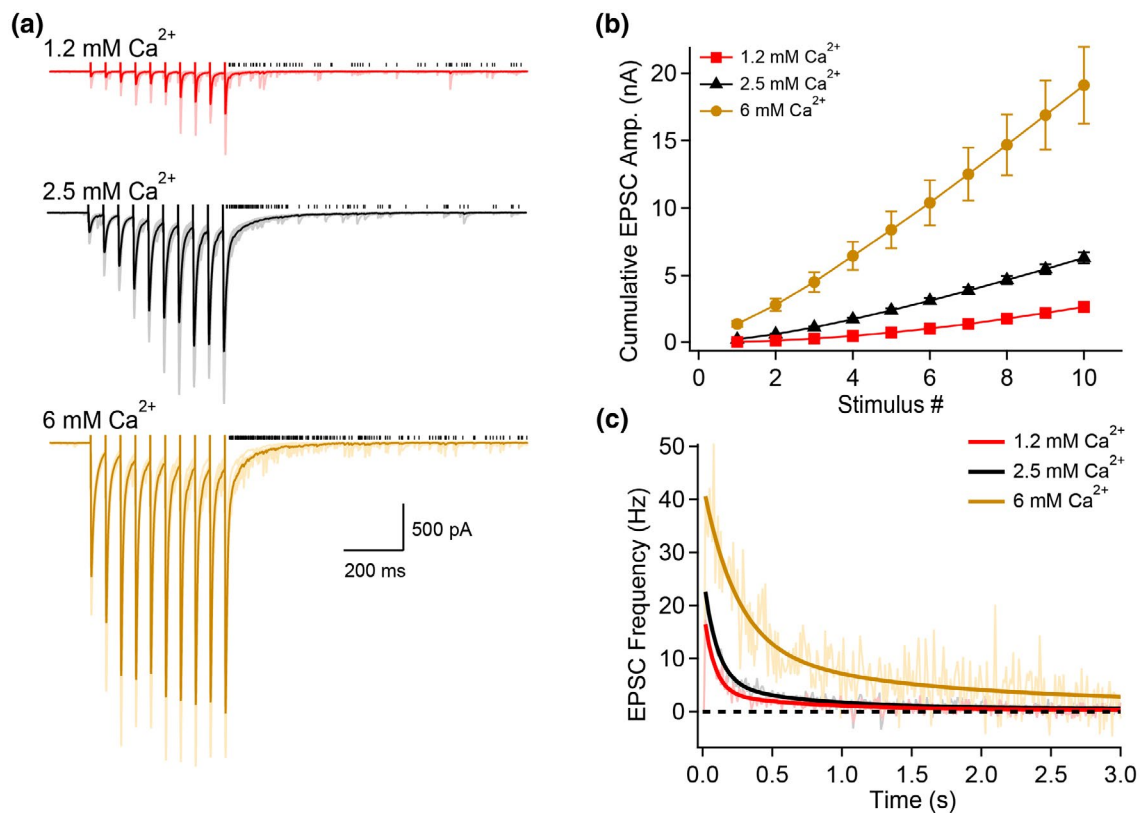 (a)
1.2 mM Ca²⁺
2.5 mM Ca²⁺
6 mM Ca²⁺
500 pA
200 ms
(b)
Cumulative EPSC Amp. (nA)
20
15
10
5
0
1.2 mM Ca²⁺
2.5 mM Ca²⁺
6 mM Ca²⁺
0 2 4 6 8 10
Stimulus #
(c)
EPSC Frequency (Hz)
50
40
30
20
10
0
1.2 mM Ca²⁺
2.5 mM Ca²⁺
6 mM Ca²⁺
0.0 0.5 1.0 1.5 2.0 2.5 3.0
Time (s)